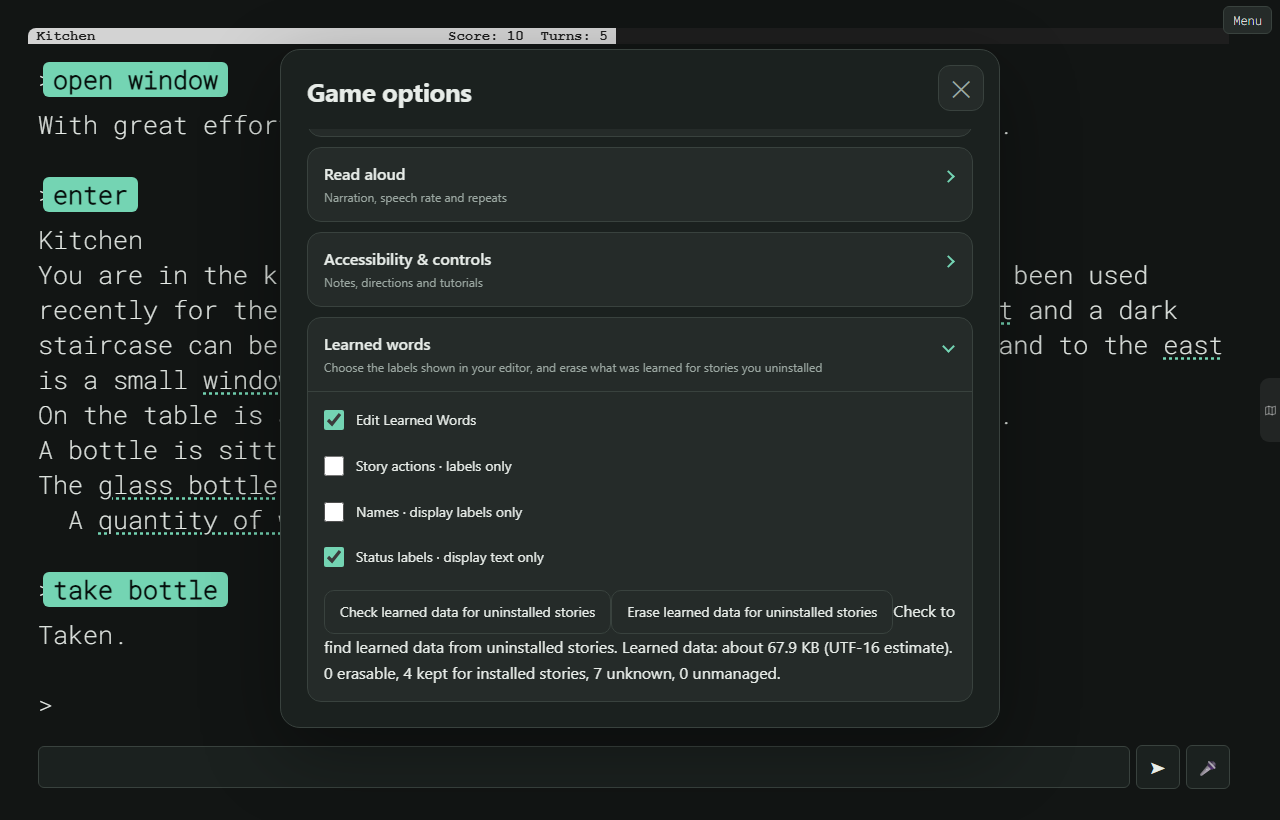 Menu
Kitchen Score: 10 Turns: 5
Game options
> open window
With great effor .
Read aloud
Narration, speech rate and repeats
> enter
Kitchen
Accessibility & controls
Notes, directions and tutorials
You are in the k been used
recently for the t and a dark
staircase can be and to the east
is a small window
Learned words
Choose the labels shown in your editor, and erase what was learned for stories you uninstalled
On the table is .
A bottle is sitt
The glass bottle
A quantity of
Edit Learned Words
Story actions · labels only
Names · display labels only
Status labels · display text only
> take bottle
Taken.
Check learned data for uninstalled stories Erase learned data for uninstalled stories Check to
find learned data from uninstalled stories. Learned data: about 67.9 KB (UTF-16 estimate).
0 erasable, 4 kept for installed stories, 7 unknown, 0 unmanaged.
>